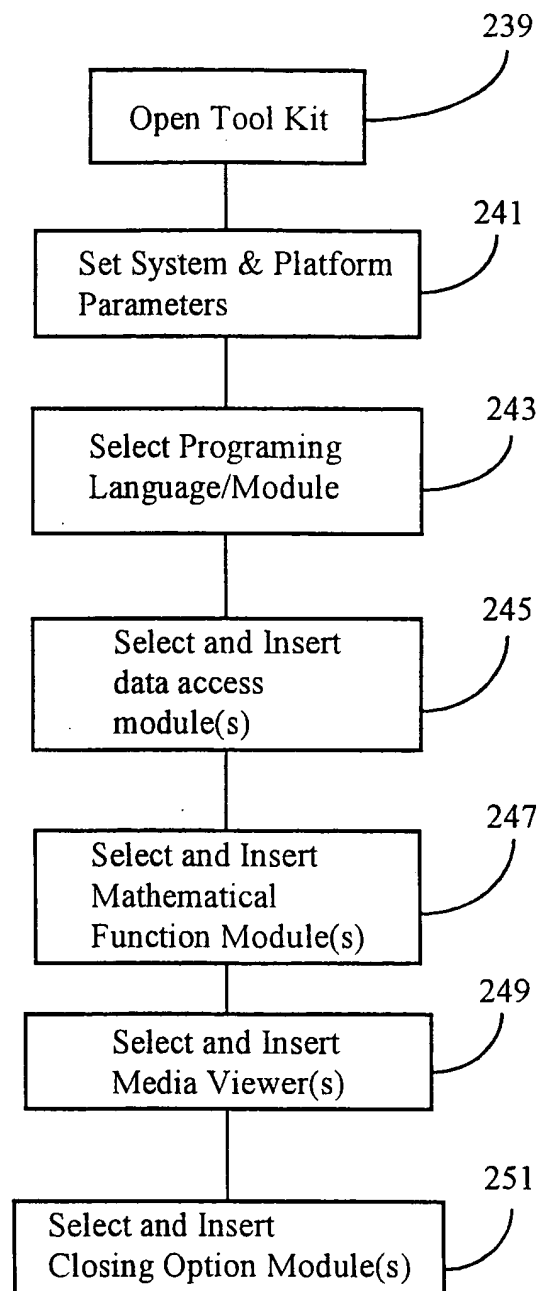 239
Open Tool Kit
241
Set System & Platform
Parameters
243
Select Programing
Language/Module
245
Select and Insert
data access
module(s)
247
Select and Insert
Mathematical
Function Module(s)
249
Select and Insert
Media Viewer(s)
251
Select and Insert
Closing Option Module(s)